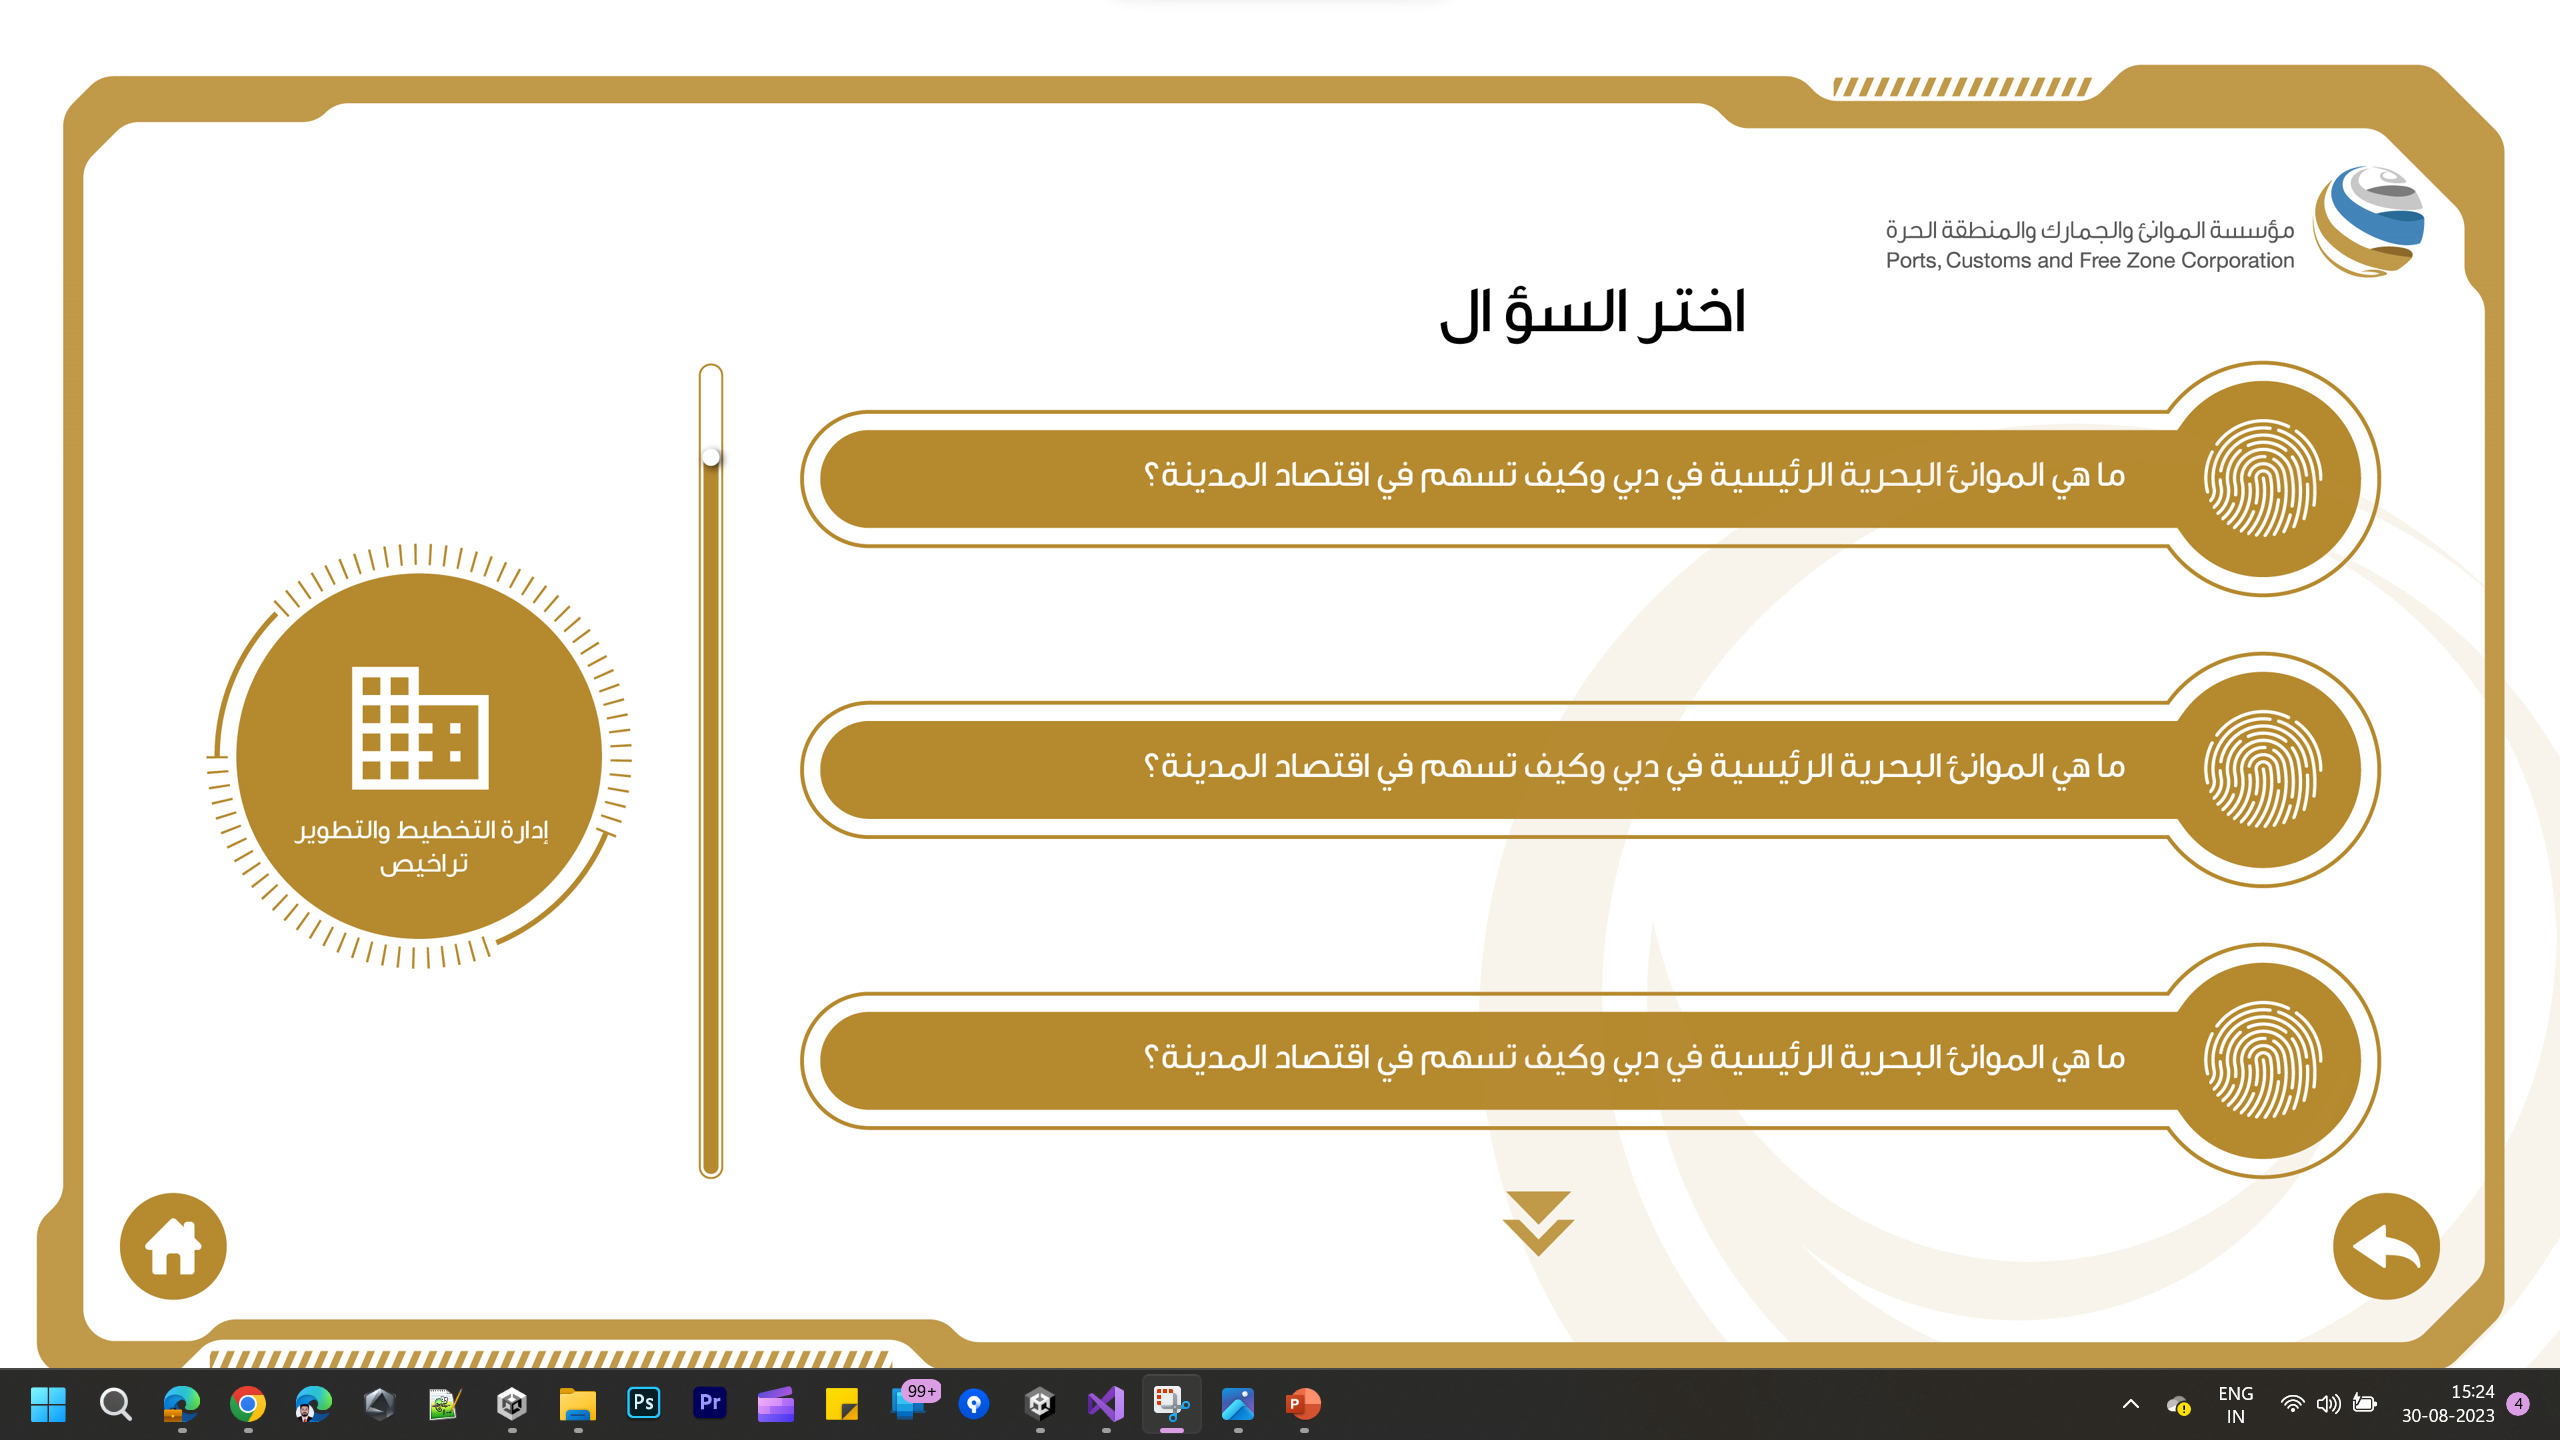 مؤسسة الموانئ والجمارك والمنطقة الحرة
Ports, Customs and Free Zone Corporation
اختر السؤال
ما هي الموانئ البحرية الرئيسية في دبي وكيف تسهم في اقتصاد المدينة؟
ما هي الموانئ البحرية الرئيسية في دبي وكيف تسهم في اقتصاد المدينة؟
ما هي الموانئ البحرية الرئيسية في دبي وكيف تسهم في اقتصاد المدينة؟
إدارة التخطيط والتطوير
تراخيص
Ps
Pr
99+
P
ENG
IN
15:24
30-08-2023
4